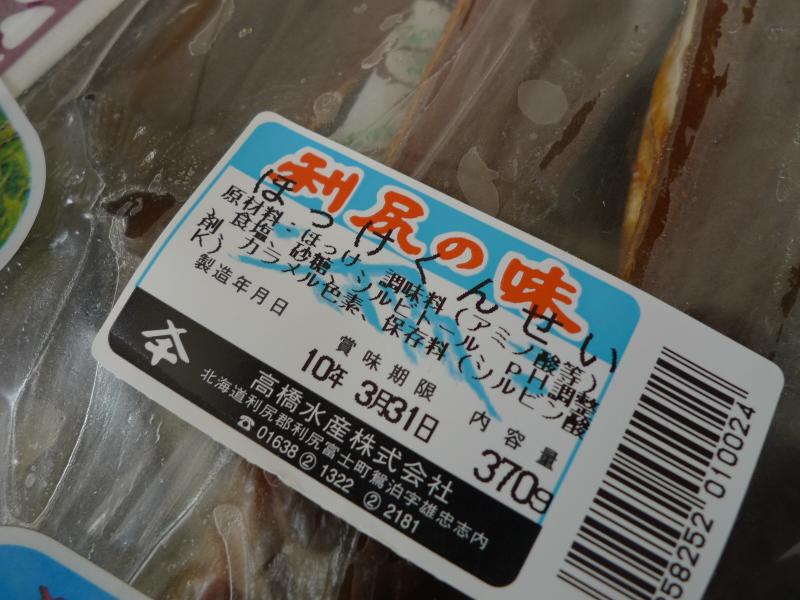 利尻の味
ほっけくんせい
原材料:ほっけ、調味料(アミノ酸等)
食塩、砂糖、ソルビトール、PH調整
剤、カラメル色素、保存料(ソルビン酸
K)
製造年月日
賞味期限
内容量
10年 3月31日
370g
高橋水産株式会社
北海道利尻郡利尻富士町鴛泊字雄忠志内
☎ 01638②1322 ②2181
58252 010024